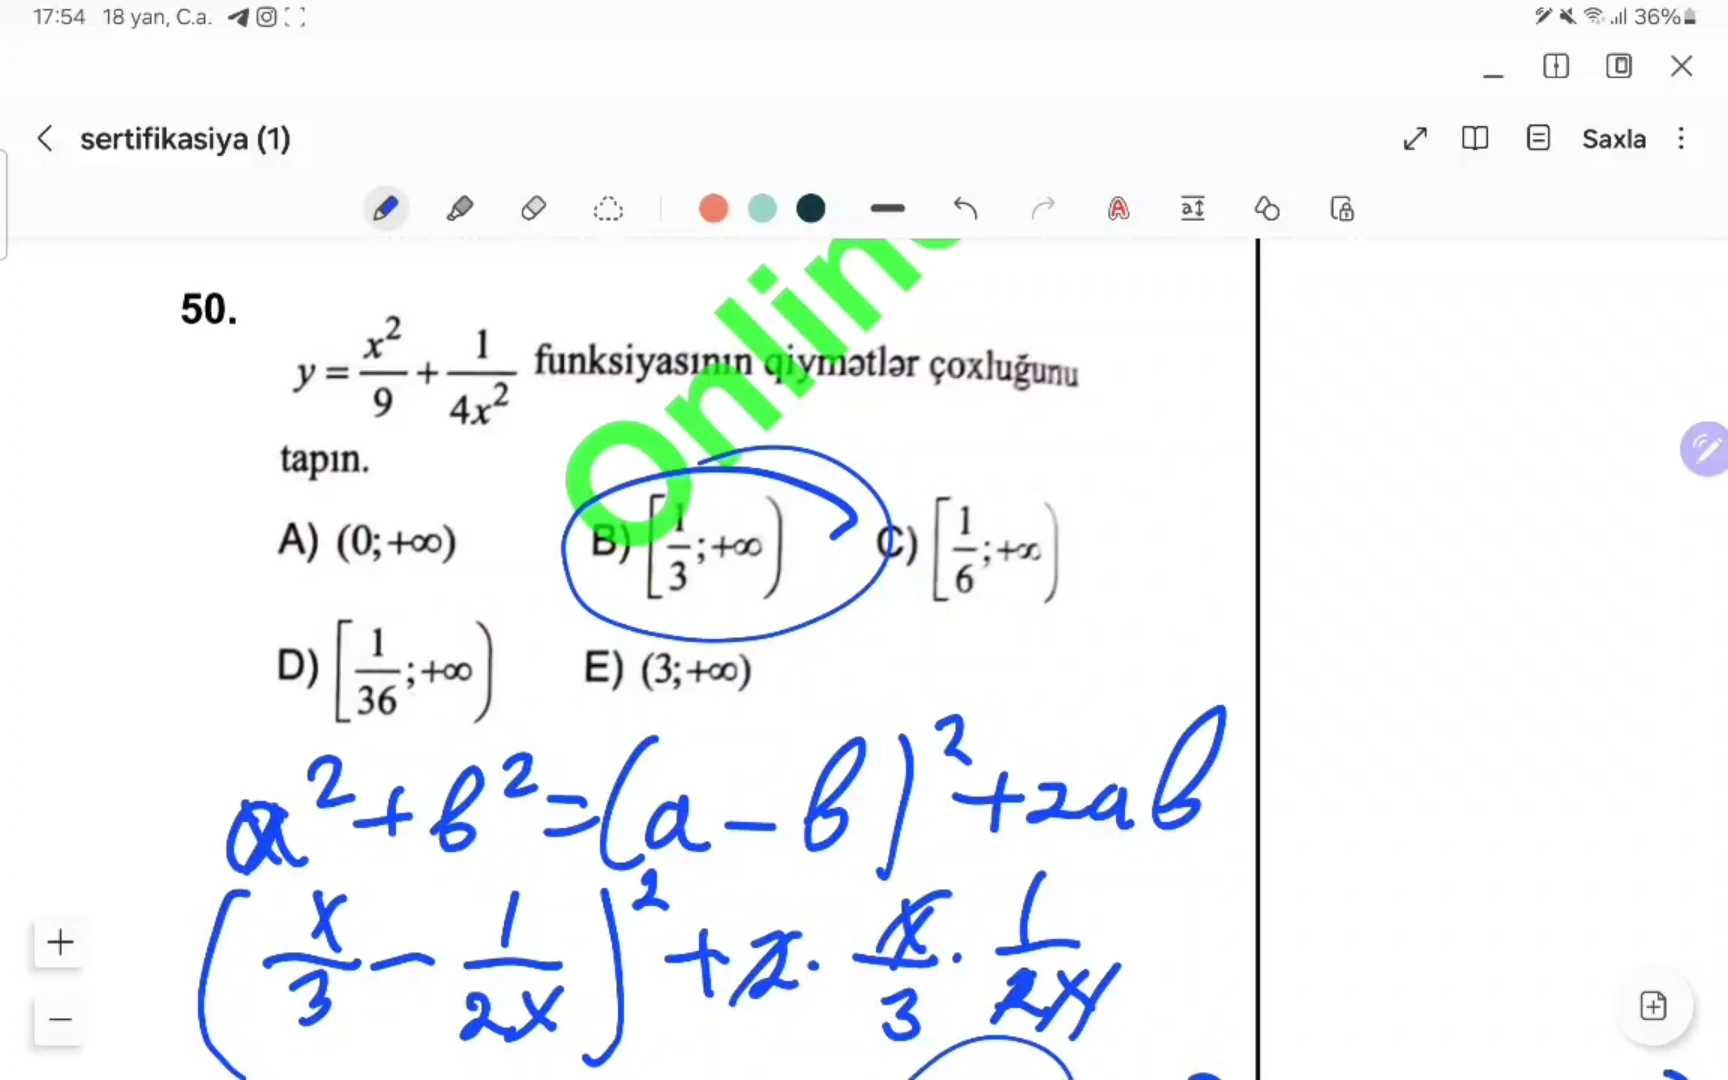 17:54 18 yan, C.a. 36%
sertifikasiya (1) Saxla
50.
y = x²/9 + 1/(4x²) funksiyasının qiymətlər çoxluğunu
tapın.
A) (0;+∞) B) [1/3;+∞) C) [1/6;+∞)
D) [1/36;+∞) E) (3;+∞)
a² + b² = (a − b)² + 2ab
(x/3 − 1/2x)² + 2 · x/3 · 1/2x